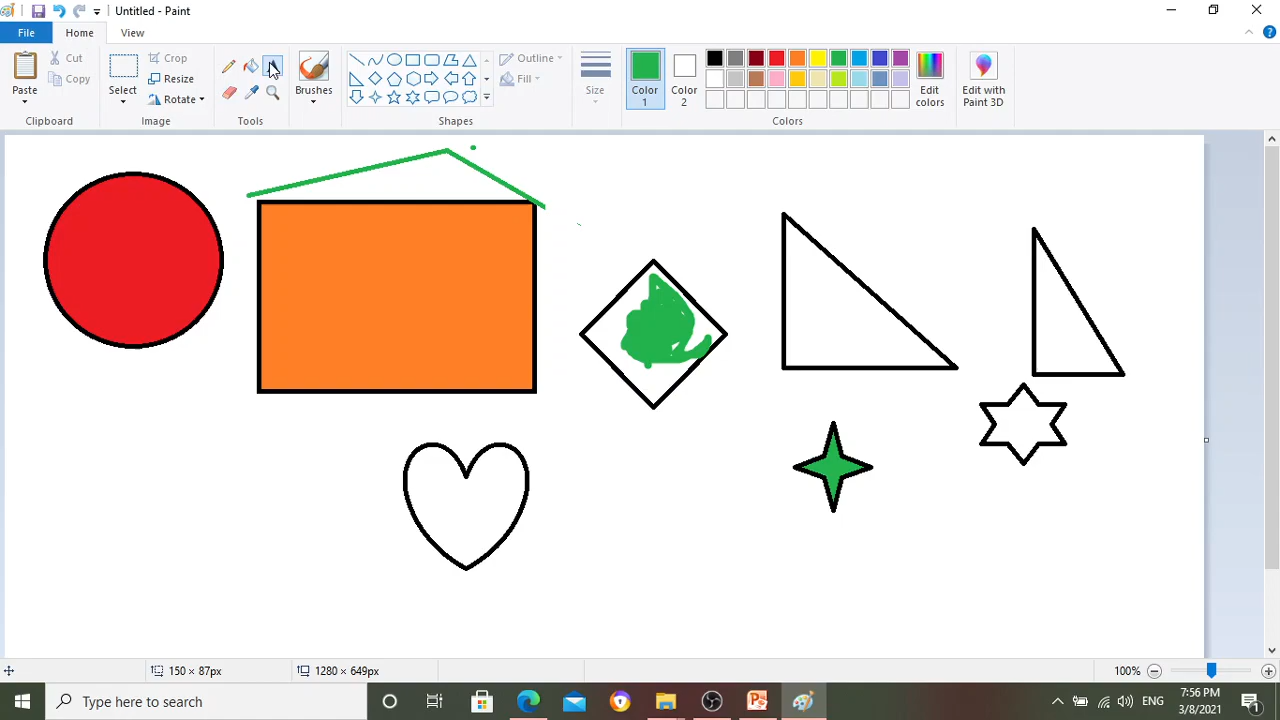 Untitled - Paint
File Home View
Paste
Cut
Copy
Clipboard
Select
Crop
Resize
Rotate
Image
Tools
Brushes
Shapes
Outline
Fill
Size
Color 1
Color 2
Edit colors
Edit with Paint 3D
Colors
150 × 87px
1280 × 649px
100%
Type here to search
ENG
7:56 PM
3/8/2021
1